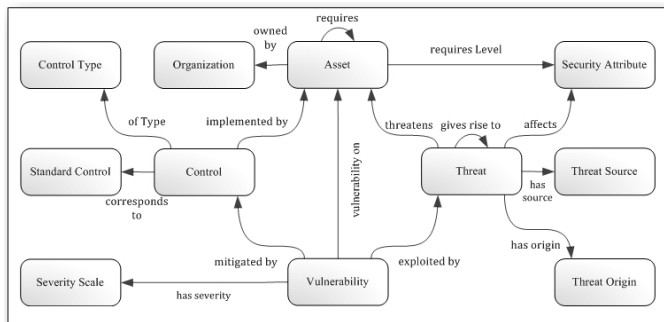 requires
owned
by
requires Level
Control Type
Organization
Asset
Security Attribute
of Type
implemented by
threatens
gives rise to
affects
vulnerability on
Standard Control
Control
Threat
Threat Source
corresponds
to
has
source
mitigated by
exploited by
has origin
Severity Scale
has severity
Vulnerability
Threat Origin